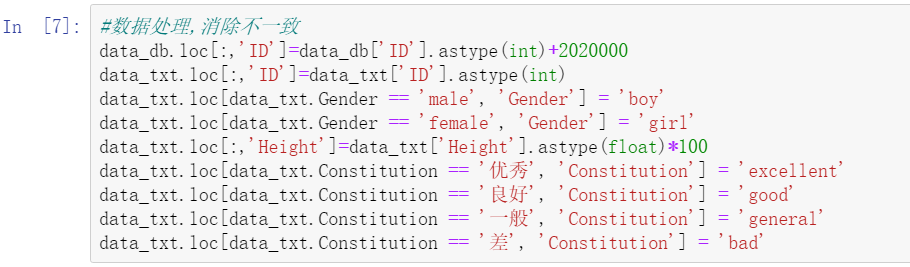 In [7]:
#数据处理,消除不一致
data_db.loc[:,'ID']=data_db['ID'].astype(int)+2020000
data_txt.loc[:,'ID']=data_txt['ID'].astype(int)
data_txt.loc[data_txt.Gender == 'male', 'Gender'] = 'boy'
data_txt.loc[data_txt.Gender == 'female', 'Gender'] = 'girl'
data_txt.loc[:,'Height']=data_txt['Height'].astype(float)*100
data_txt.loc[data_txt.Constitution == '优秀', 'Constitution'] = 'excellent'
data_txt.loc[data_txt.Constitution == '良好', 'Constitution'] = 'good'
data_txt.loc[data_txt.Constitution == '一般', 'Constitution'] = 'general'
data_txt.loc[data_txt.Constitution == '差', 'Constitution'] = 'bad'